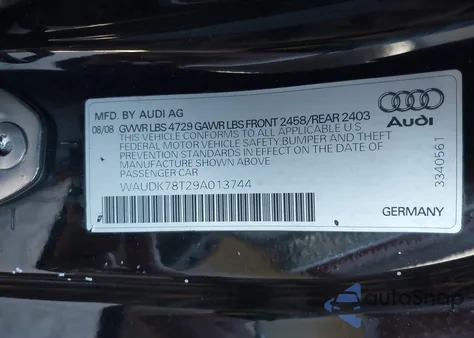 MFD. BY AUDI AG
08/08 GVWR LBS 4729 GAWR LBS FRONT 2458/REAR 2403
THIS VEHICLE CONFORMS TO ALL APPLICABLE U S
FEDERAL MOTOR VEHICLE SAFETY BUMPER AND THEFT
PREVENTION STANDARDS IN EFFECT ON THE DATE OF
MANUFACTURE SHOWN ABOVE
PASSENGER CAR
WAUDK78T29A013744
Audi
3340561
GERMANY
autoSnap